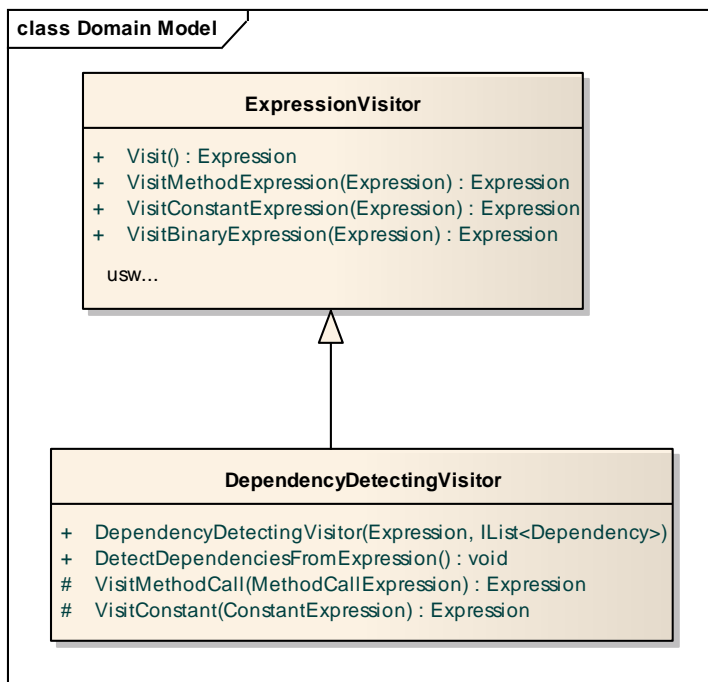 class Domain Model
ExpressionVisitor
+ Visit() : Expression
+ VisitMethodExpression(Expression) : Expression
+ VisitConstantExpression(Expression) : Expression
+ VisitBinaryExpression(Expression) : Expression
usw...
DependencyDetectingVisitor
+ DependencyDetectingVisitor(Expression, IList<Dependency>)
+ DetectDependenciesFromExpression() : void
# VisitMethodCall(MethodCallExpression) : Expression
# VisitConstant(ConstantExpression) : Expression